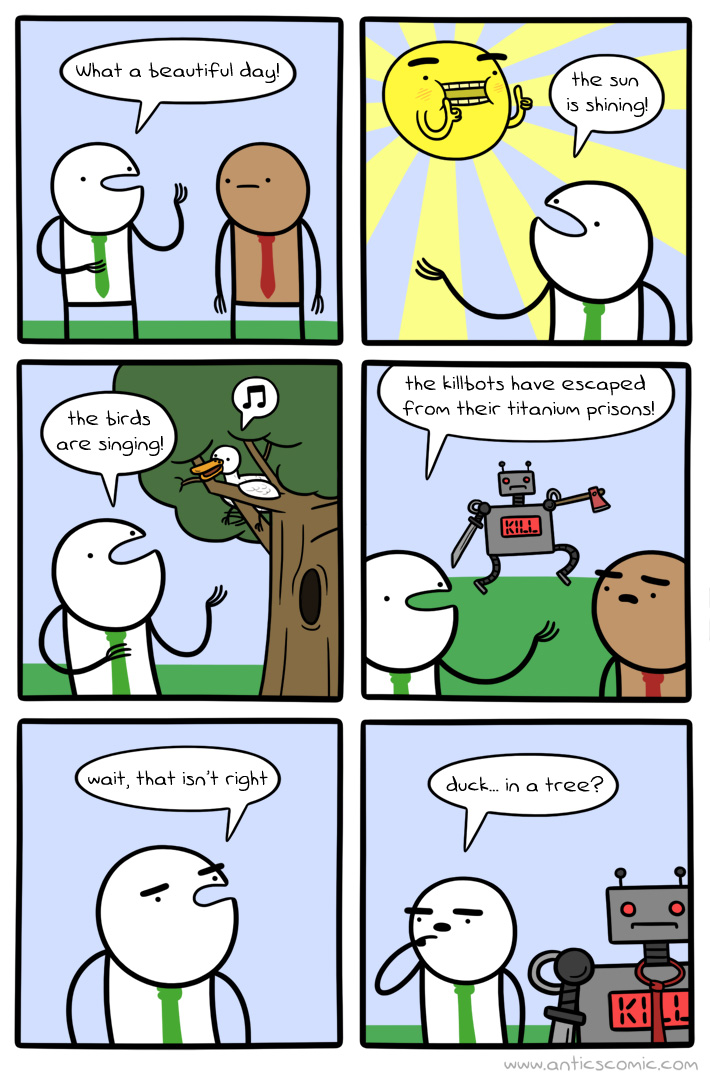 What a beautiful day!
the sun
is shining!
the birds
are singing!
the killbots have escaped
from their titanium prisons!
KILL
wait, that isn't right
duck... in a tree?
KILL
www.anticscomic.com